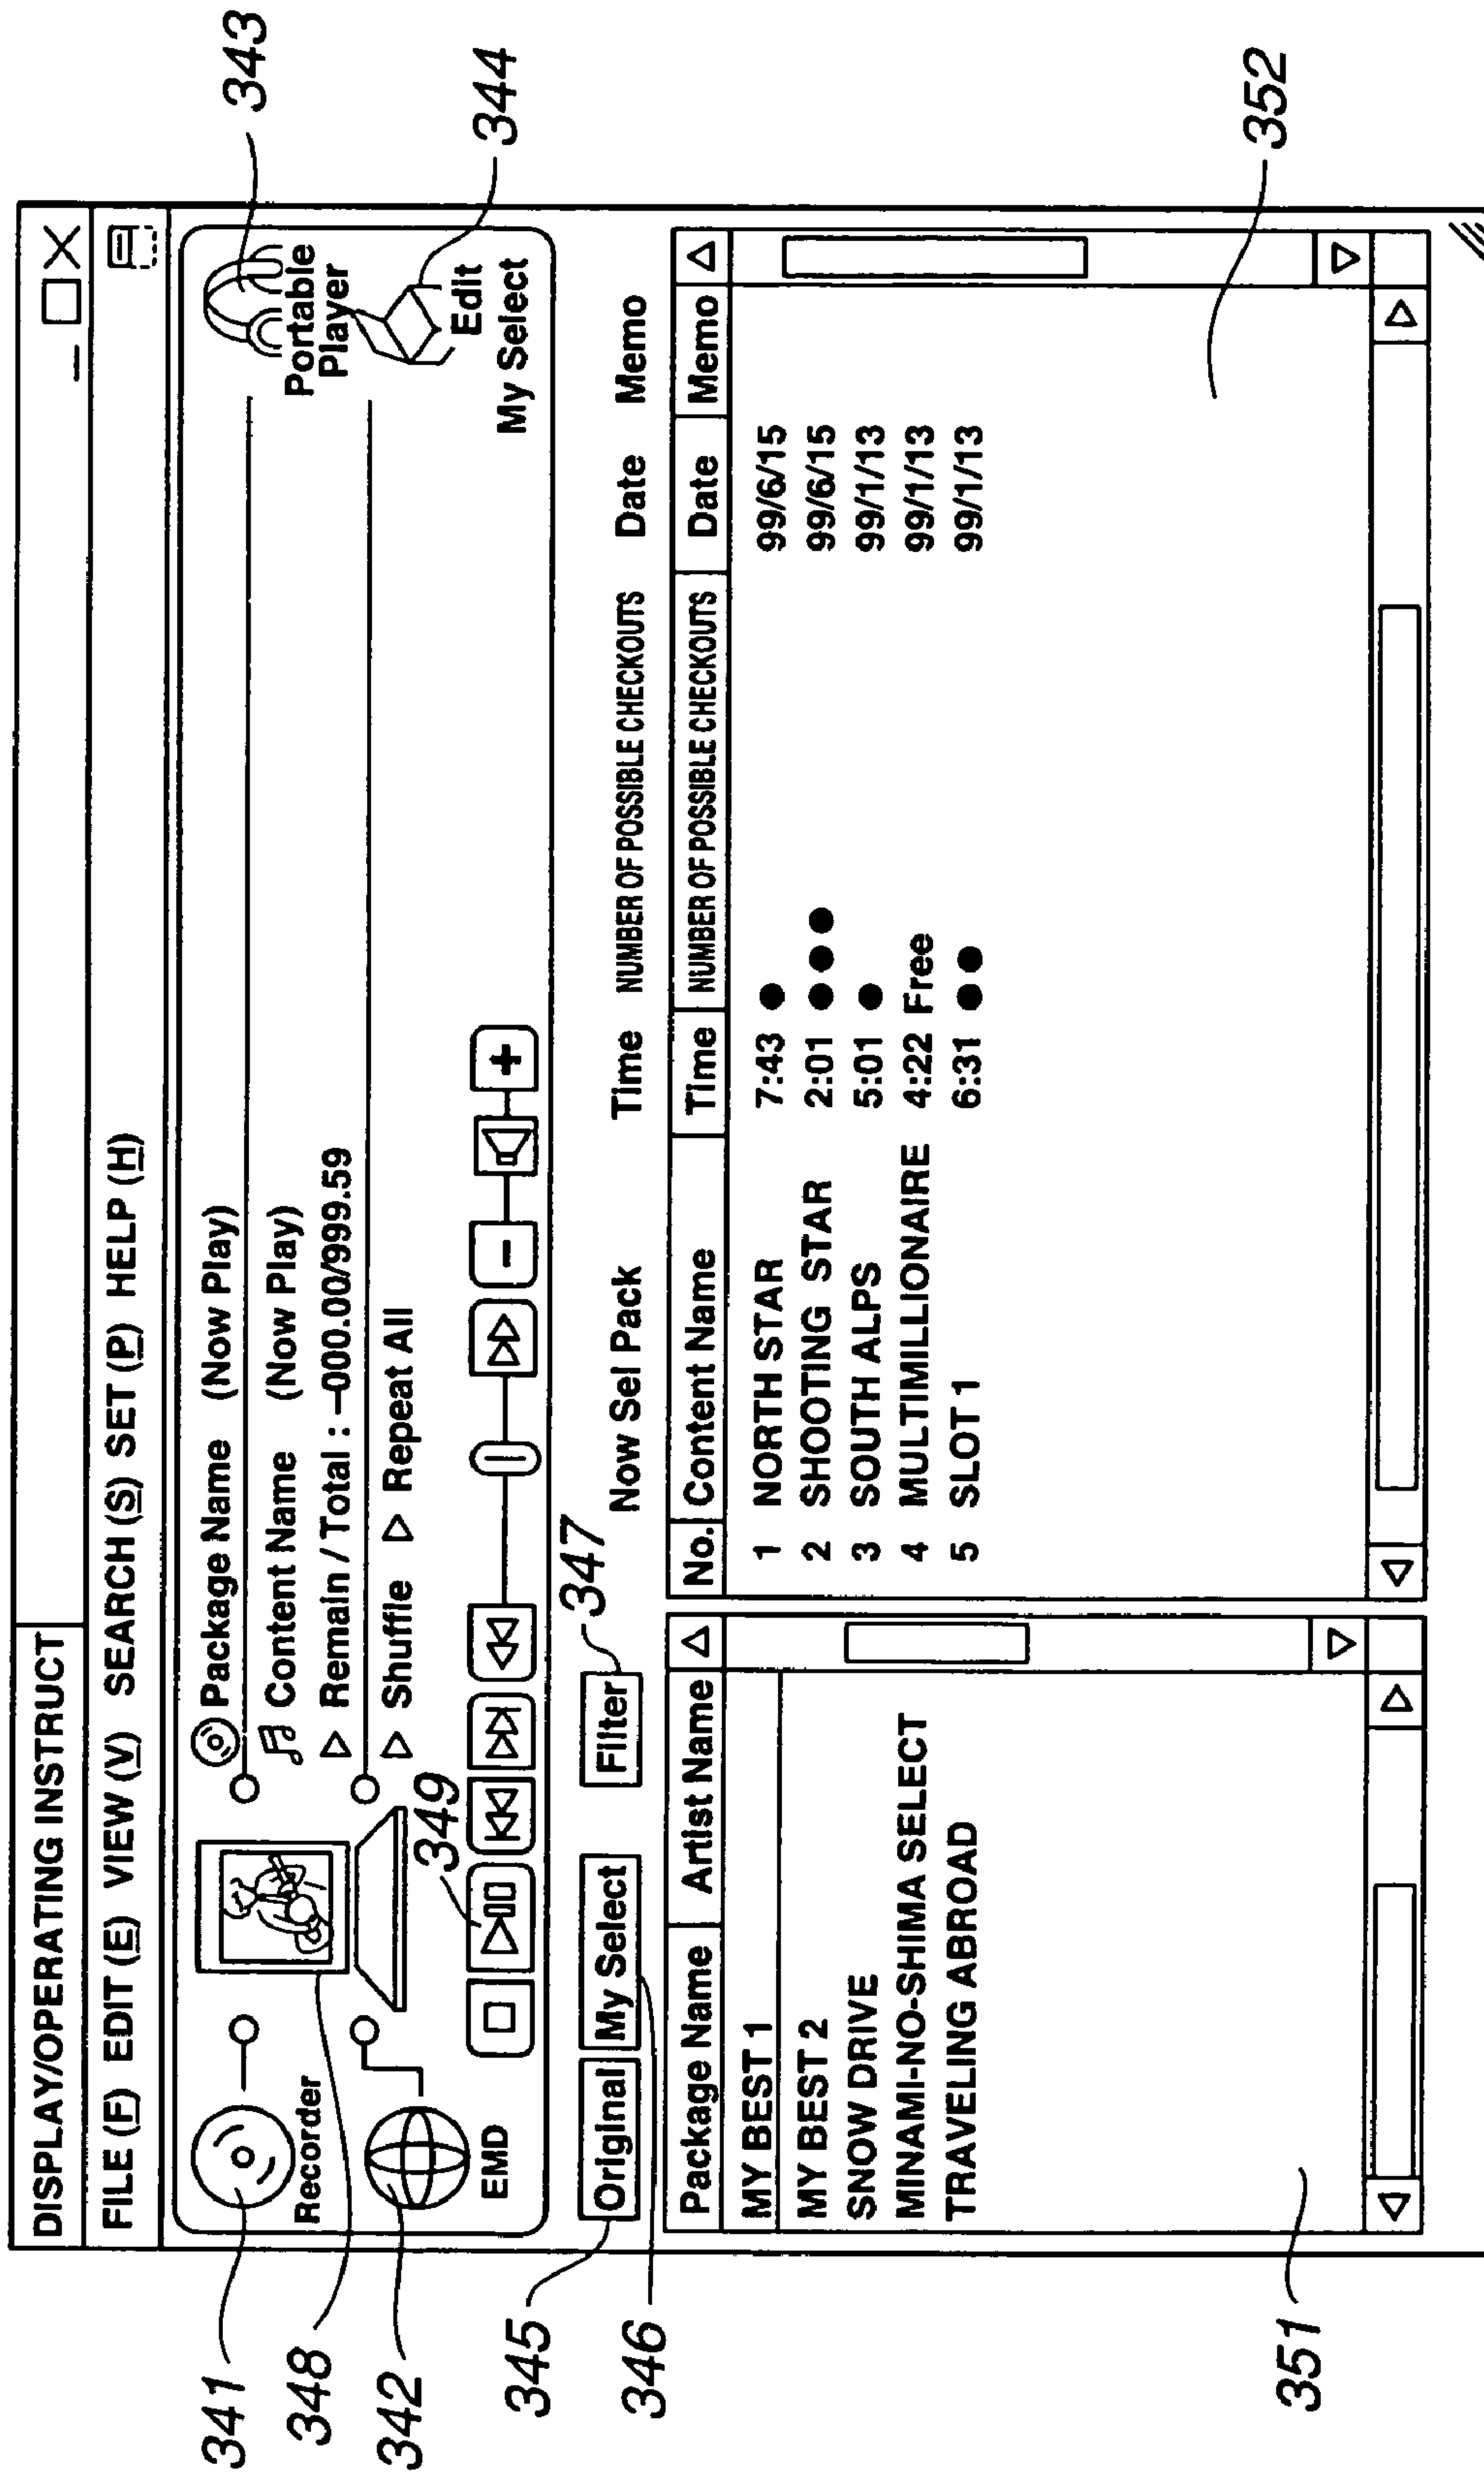 DISPLAY/OPERATING INSTRUCT
FILE (F) EDIT (E) VIEW (V) SEARCH (S) SET (P) HELP (H)
341
Recorder
348
342
EMD
Package Name (Now Play)
Content Name (Now Play)
Remain / Total : –000.00/999.59
Shuffle Repeat All
343
Portable
Player
344
Edit
My Select
349
- +
345
Original
346
My Select
347
Filter
Now Sel Pack Time NUMBER OF POSSIBLE CHECKOUTS Date Memo
Package Name Artist Name
MY BEST 1
MY BEST 2
SNOW DRIVE
MINAMI-NO-SHIMA SELECT
TRAVELING ABROAD
351
No. Content Name Time NUMBER OF POSSIBLE CHECKOUTS Date Memo
1 NORTH STAR 7:43 ● 99/6/15
2 SHOOTING STAR 2:01 ●●● 99/6/15
3 SOUTH ALPS 5:01 ● 99/1/13
4 MULTIMILLIONAIRE 4:22 Free 99/1/13
5 SLOT 1 6:31 ●● 99/1/13
352